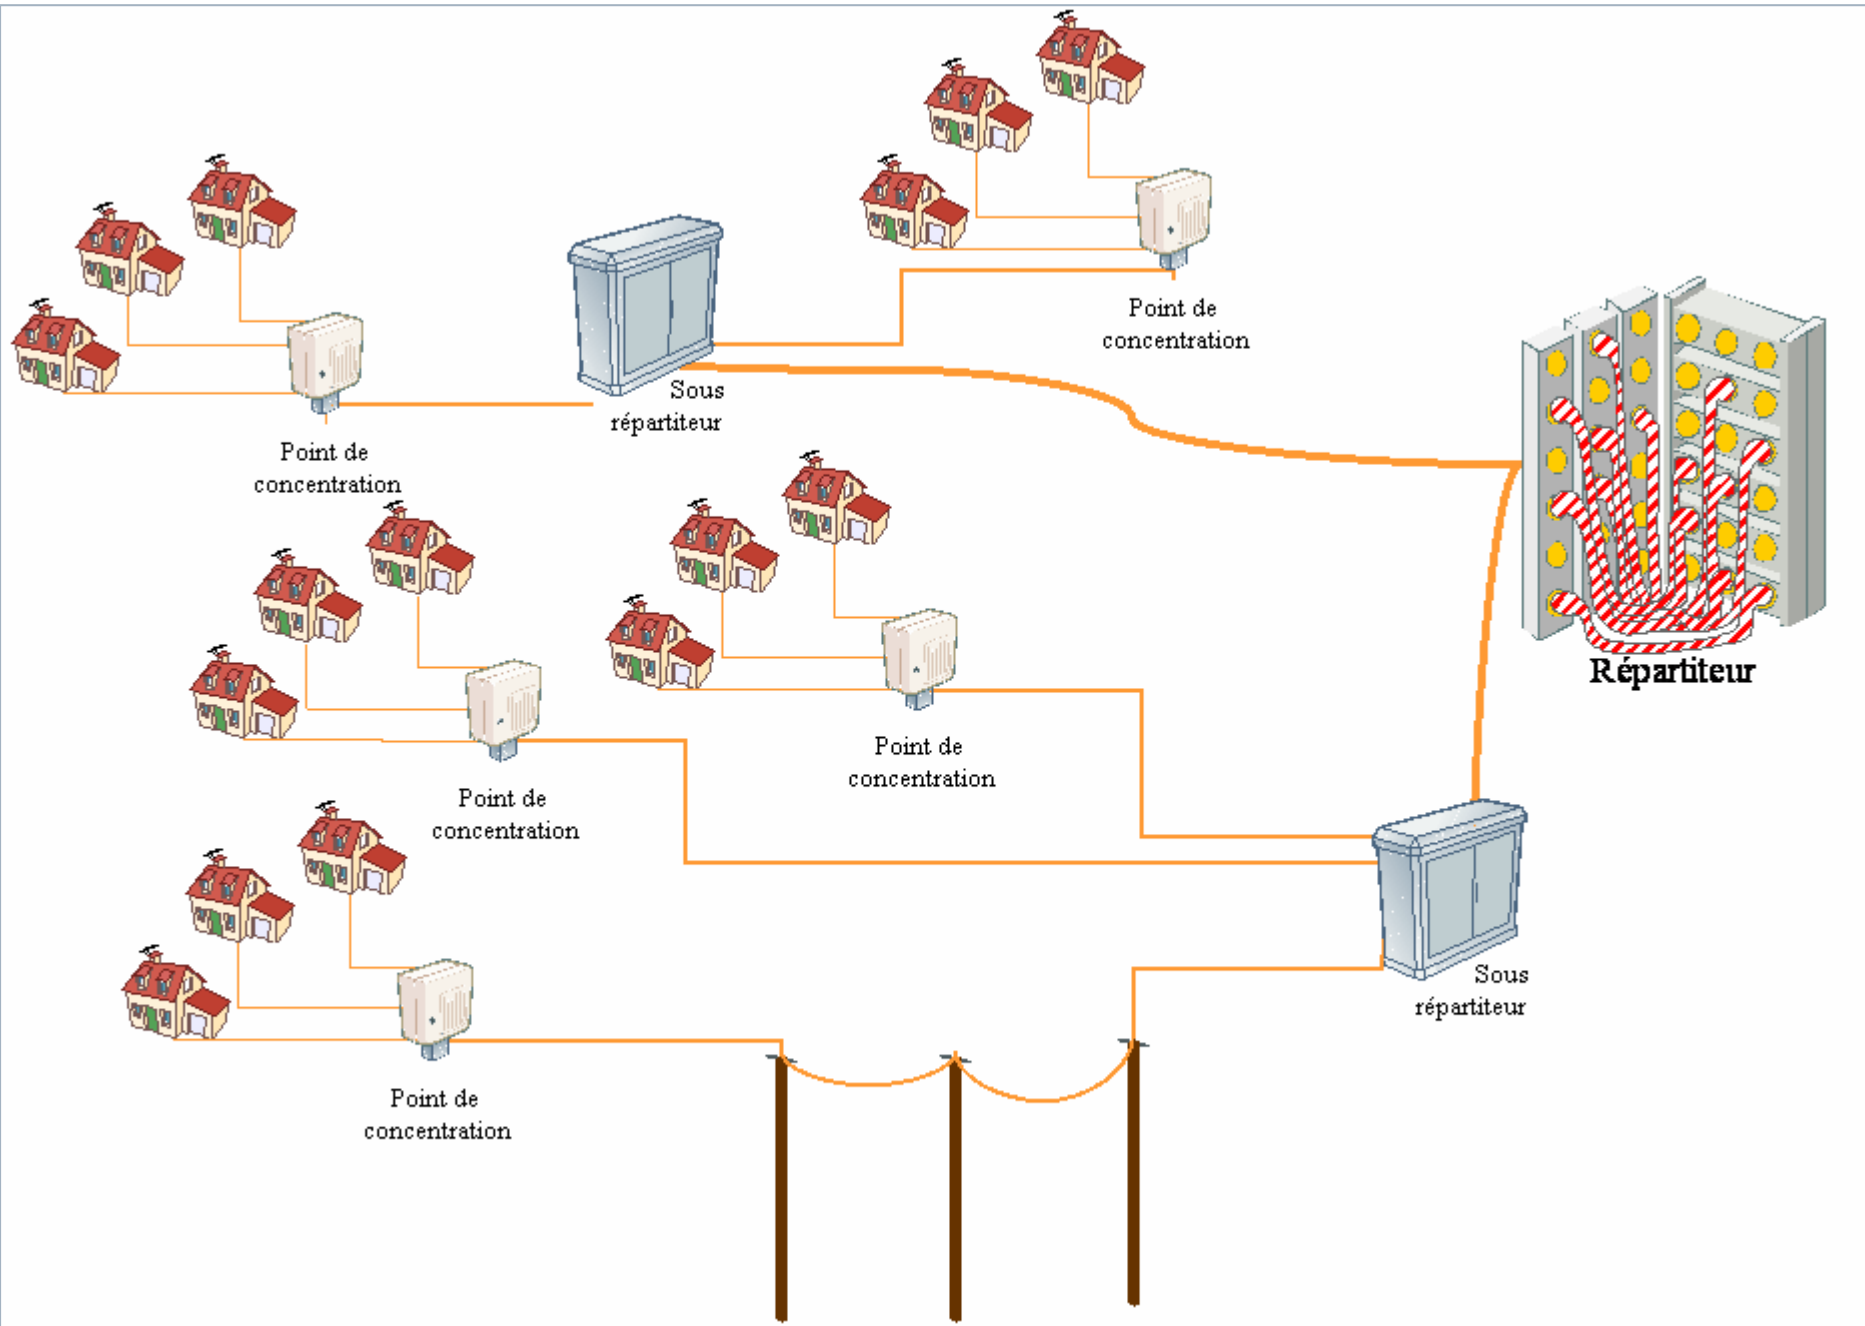 Point de
concentration
Sous
répartiteur
Point de
concentration
Répartiteur
Point de
concentration
Point de
concentration
Sous
répartiteur
Point de
concentration